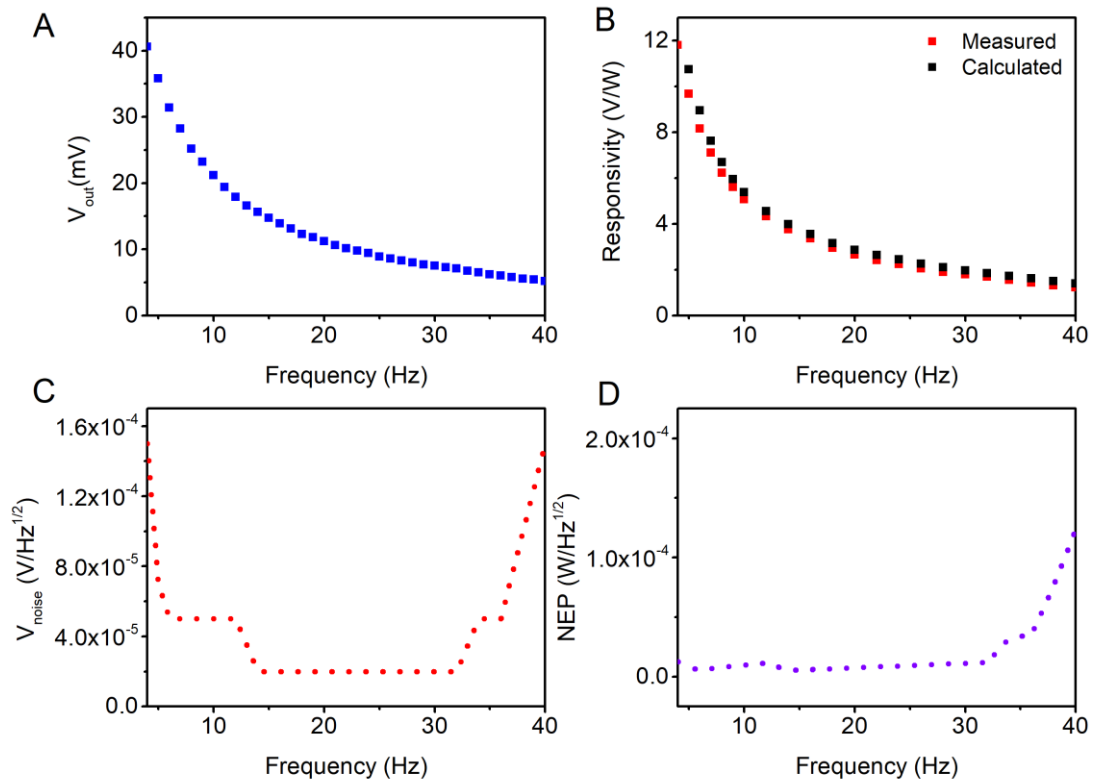 A
V_out(mV)
40
30
20
10
0
10
20
30
40
Frequency (Hz)
B
Responsivity (V/W)
12
8
4
0
Measured
Calculated
10
20
30
40
Frequency (Hz)
C
V_noise (V/Hz^1/2)
1.6x10^-4
1.2x10^-4
8.0x10^-5
4.0x10^-5
0.0
10
20
30
40
Frequency (Hz)
D
NEP (W/Hz^1/2)
2.0x10^-4
1.0x10^-4
0.0
10
20
30
40
Frequency (Hz)